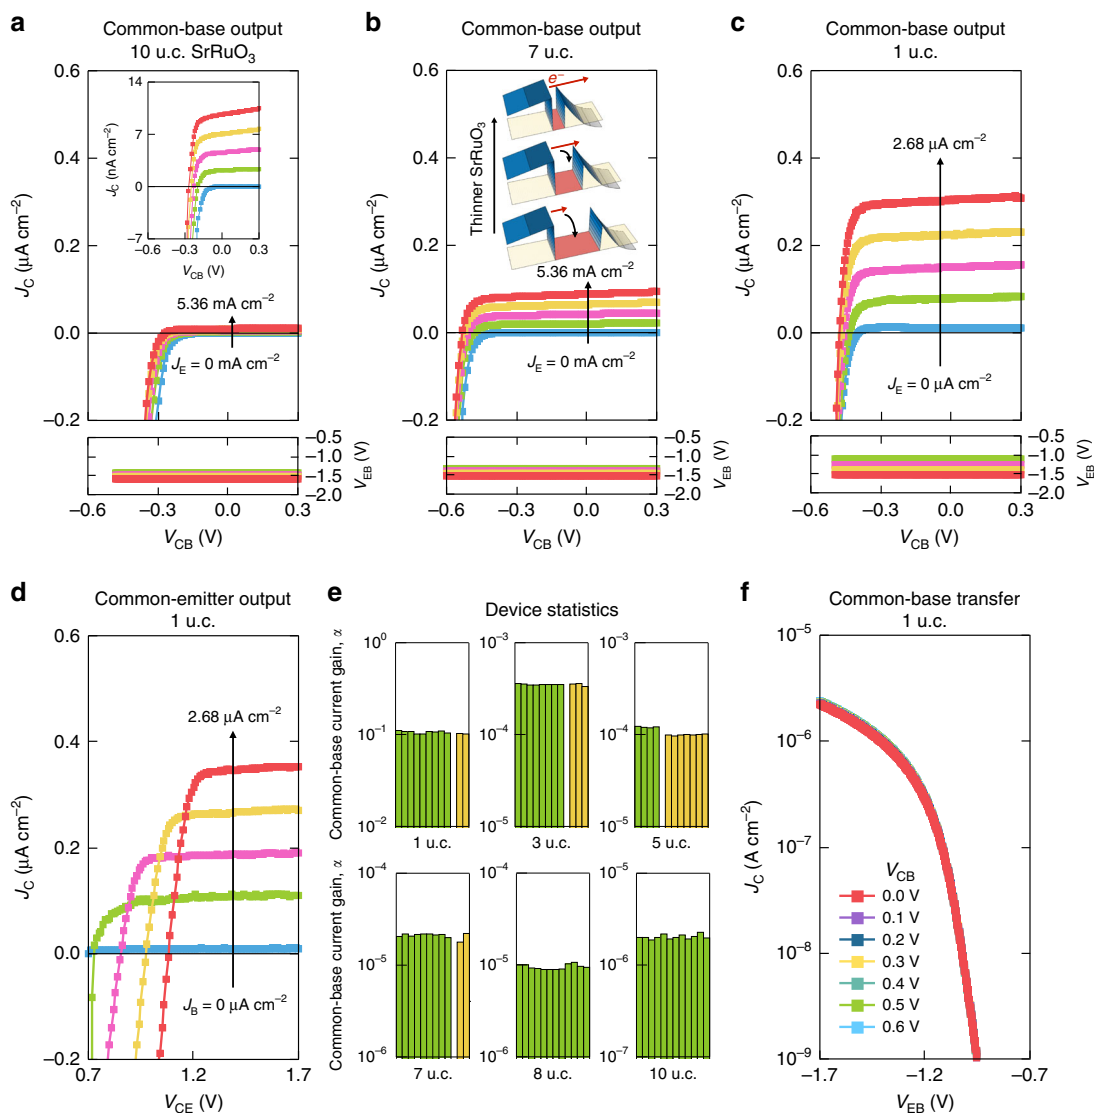 a
Common-base output
10 u.c. SrRuO3
0.6
0.4
0.2
0.0
−0.2
JC (μA cm−2)
14
7
0
−7
JC (nA cm−2)
−0.6 −0.3 0.0 0.3
VCB (V)
5.36 mA cm−2
JE = 0 mA cm−2
−0.5
−1.0
−1.5
−2.0
VEB (V)
−0.6 −0.3 0.0 0.3
VCB (V)
b
Common-base output
7 u.c.
0.6
0.4
0.2
0.0
−0.2
JC (μA cm−2)
e−
Thinner SrRuO3
5.36 mA cm−2
JE = 0 mA cm−2
−0.5
−1.0
−1.5
−2.0
VEB (V)
−0.6 −0.3 0.0 0.3
VCB (V)
c
Common-base output
1 u.c.
0.6
0.4
0.2
0.0
−0.2
JC (μA cm−2)
2.68 μA cm−2
JE = 0 μA cm−2
−0.5
−1.0
−1.5
−2.0
VEB (V)
−0.6 −0.3 0.0 0.3
VCB (V)
d
Common-emitter output
1 u.c.
0.6
0.4
0.2
0.0
−0.2
JC (μA cm−2)
2.68 μA cm−2
JB = 0 μA cm−2
0.7 1.2 1.7
VCE (V)
e
Device statistics
Common-base current gain, α
100
10−1
10−2
1 u.c.
10−3
10−4
10−5
3 u.c.
10−3
10−4
10−5
5 u.c.
Common-base current gain, α
10−4
10−5
10−6
7 u.c.
10−4
10−5
10−6
8 u.c.
10−5
10−6
10−7
10 u.c.
f
Common-base transfer
1 u.c.
10−5
10−6
10−7
10−8
10−9
JC (A cm−2)
VCB
0.0 V
0.1 V
0.2 V
0.3 V
0.4 V
0.5 V
0.6 V
−1.7 −1.2 −0.7
VEB (V)